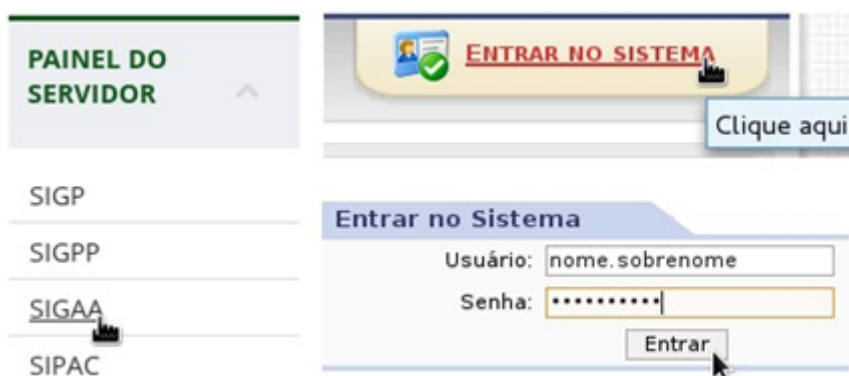 PAINEL DO
SERVIDOR
SIGP
SIGPP
SIGAA
SIPAC
ENTRAR NO SISTEMA
Clique aqui
Entrar no Sistema
Usuário: nome.sobrenome
Senha: ••••••••••
Entrar